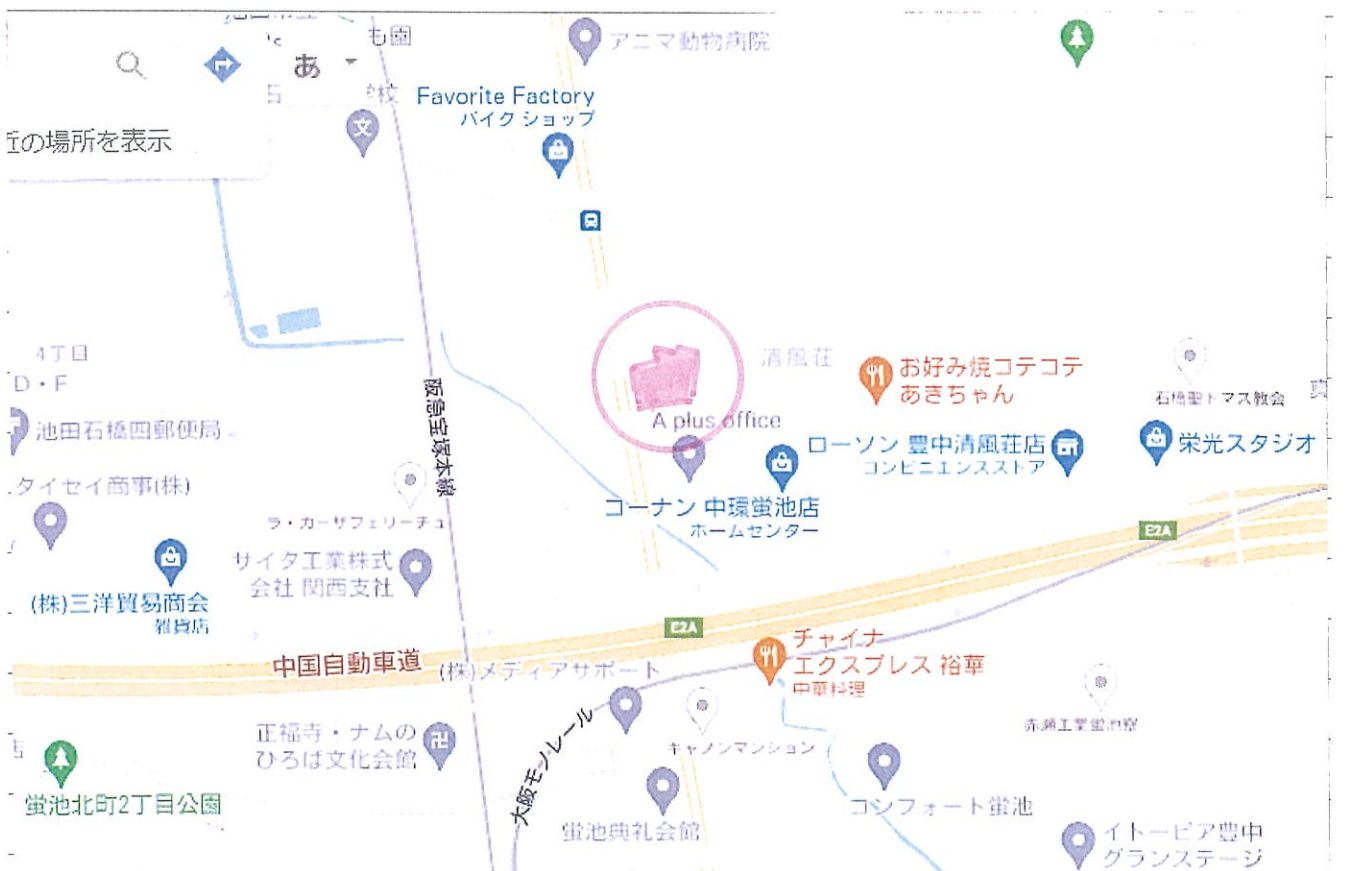 も園
アニマ動物病院
あ
Favorite Factory
バイク ショップ
文
の場所を表示
4丁目
D・F
清風荘
お好み焼コテコテ
あきちゃん
石橋聖トマス教会
A plus office
池田石橋四郵便局
阪急宝塚本線
ローソン 豊中清風荘店
コンビニエンスストア
栄光スタジオ
タイセイ商事(株)
コーナン 中環蛍池店
ホームセンター
ラ・カーザフェリーチェ
サイタ工業株式
会社 関西支社
E2A
(株)三洋貿易商会
雑貨店
E2A
チャイナ
エクスプレス 裕華
中華料理
中国自動車道
(株)メディアサポート
正福寺・ナムの
ひろば文化会館
卍
大阪モノレール
キャノンマンション
赤瀬工業蛍池寮
蛍池北町2丁目公園
蛍池典礼会館
コンフォート蛍池
イトーピア豊中
グランステージ